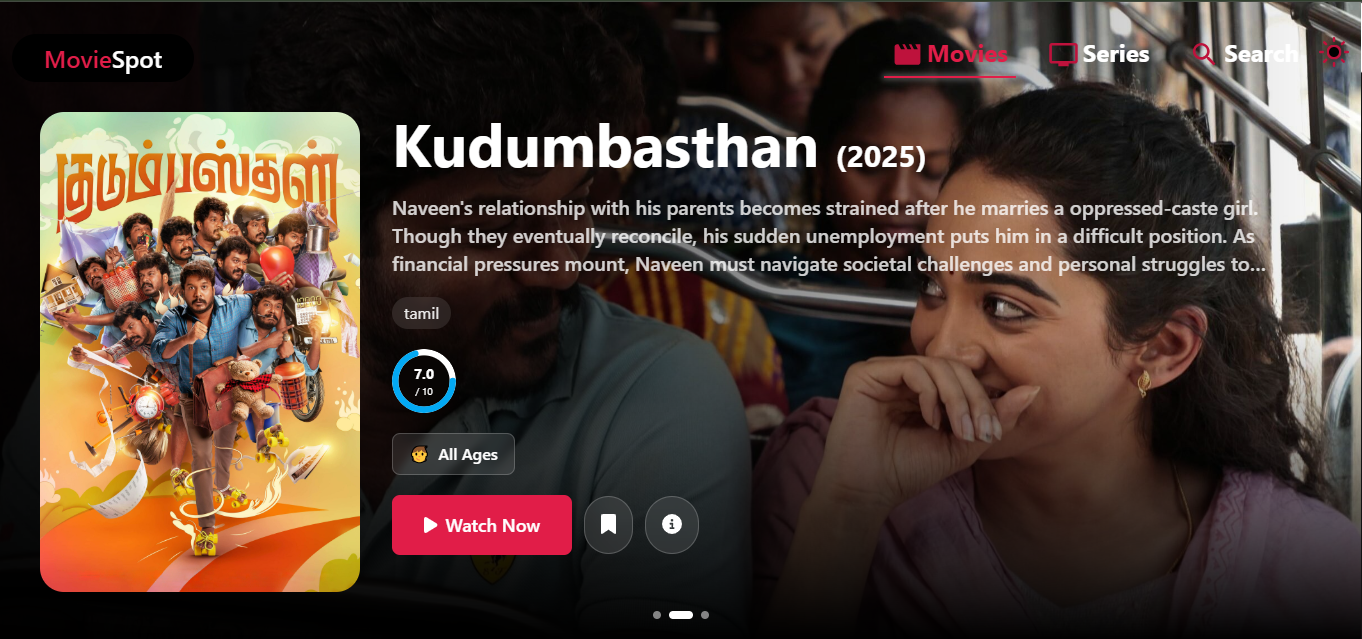 MovieSpot
Movies
Series
Search
குடும்பஸ்தன்
Kudumbasthan (2025)
Naveen's relationship with his parents becomes strained after he marries a oppressed-caste girl.
Though they eventually reconcile, his sudden unemployment puts him in a difficult position. As
financial pressures mount, Naveen must navigate societal challenges and personal struggles to...
tamil
7.0
/ 10
All Ages
Watch Now